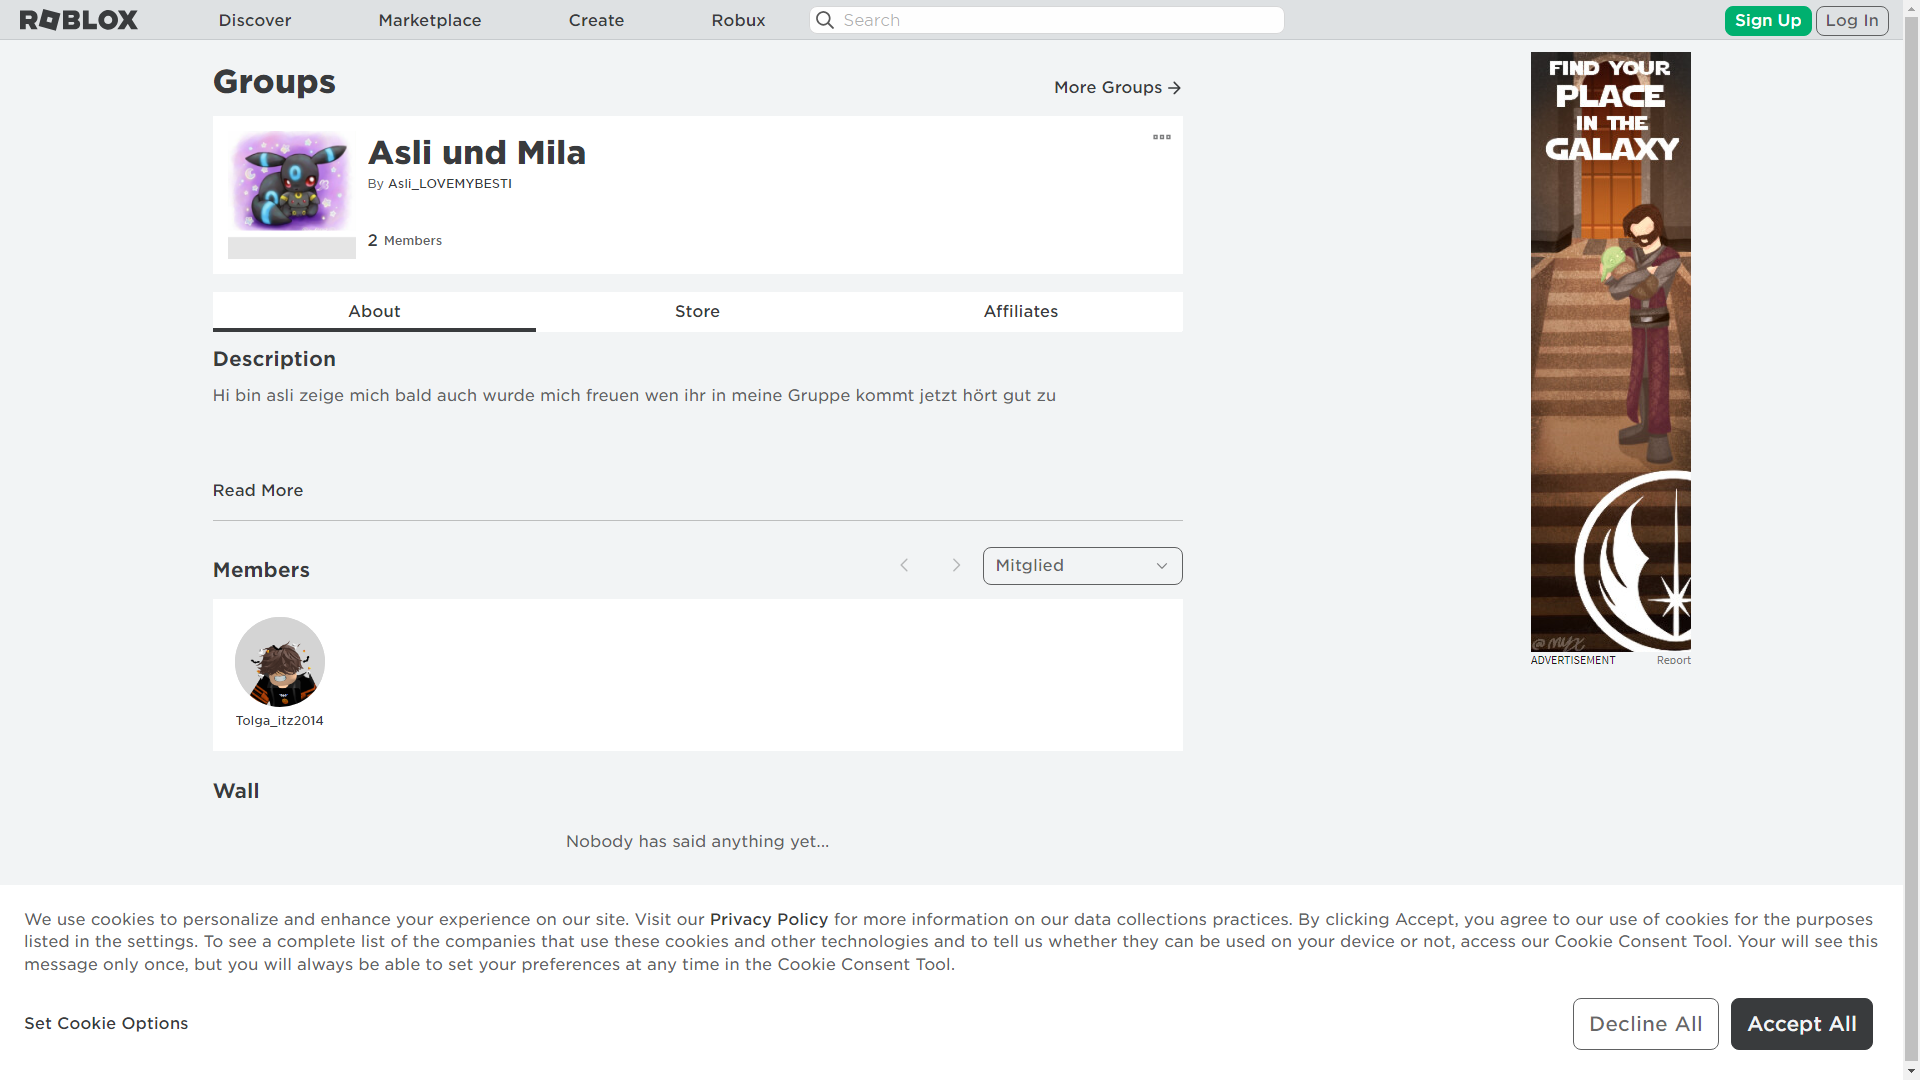 ROBLOX
Discover
Marketplace
Create
Robux
Search
Sign Up
Log In
Groups
More Groups
Asli und Mila
By Asli_LOVEMYBESTI
2 Members
About
Store
Affiliates
Description
Hi bin asli zeige mich bald auch wurde mich freuen wen ihr in meine Gruppe kommt jetzt hört gut zu
Read More
Members
Mitglied
Tolga_itz2014
Wall
Nobody has said anything yet...
FIND YOUR
PLACE
IN THE
GALAXY
@myx
ADVERTISEMENT
Report
We use cookies to personalize and enhance your experience on our site. Visit our Privacy Policy for more information on our data collections practices. By clicking Accept, you agree to our use of cookies for the purposes
listed in the settings. To see a complete list of the companies that use these cookies and other technologies and to tell us whether they can be used on your device or not, access our Cookie Consent Tool. Your will see this
message only once, but you will always be able to set your preferences at any time in the Cookie Consent Tool.
Set Cookie Options
Decline All
Accept All